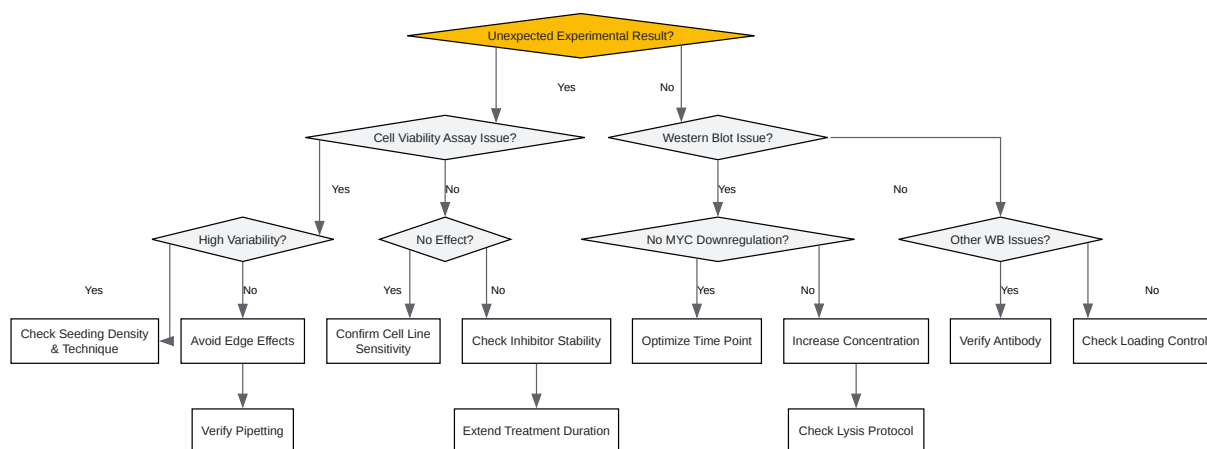 Unexpected Experimental Result?
Yes
No
Cell Viability Assay Issue?
Western Blot Issue?
Yes
No
Yes
No
High Variability?
No Effect?
No MYC Downregulation?
Other WB Issues?
Yes
No
Yes
No
Yes
No
Yes
No
Check Seeding Density
& Technique
Avoid Edge Effects
Confirm Cell Line
Sensitivity
Check Inhibitor Stability
Optimize Time Point
Increase Concentration
Verify Antibody
Check Loading Control
Verify Pipetting
Extend Treatment Duration
Check Lysis Protocol